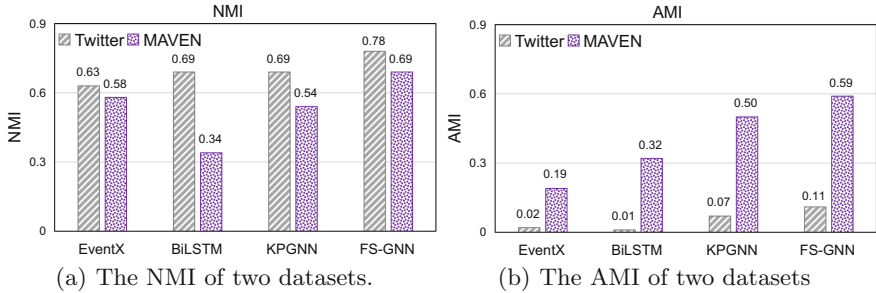 NMI
0.9
Twitter MAVEN
0.78
0.69 0.69 0.69
0.63
0.58
0.6
0.54
NMI
0.34
0.3
0
EventX BiLSTM KPGNN FS-GNN
(a) The NMI of two datasets.
AMI
0.9
Twitter MAVEN
0.59
0.6
0.50
AMI
0.32
0.3
0.19
0.11
0.07
0.02 0.01
0
EventX BiLSTM KPGNN FS-GNN
(b) The AMI of two datasets